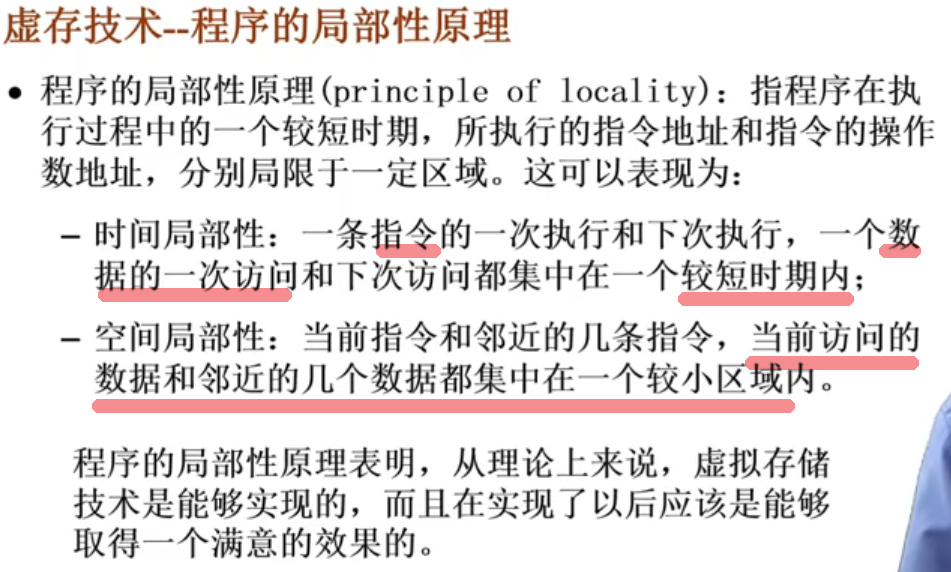 虚存技术--程序的局部性原理
● 程序的局部性原理(principle of locality)：指程序在执
行过程中的一个较短时期，所执行的指令地址和指令的操作
数地址，分别局限于一定区域。这可以表现为：
– 时间局部性：一条指令的一次执行和下次执行，一个数
据的一次访问和下次访问都集中在一个较短时期内；
– 空间局部性：当前指令和邻近的几条指令，当前访问的
数据和邻近的几个数据都集中在一个较小区域内。
程序的局部性原理表明，从理论上来说，虚拟存储
技术是能够实现的，而且在实现了以后应该是能够
取得一个满意的效果的。